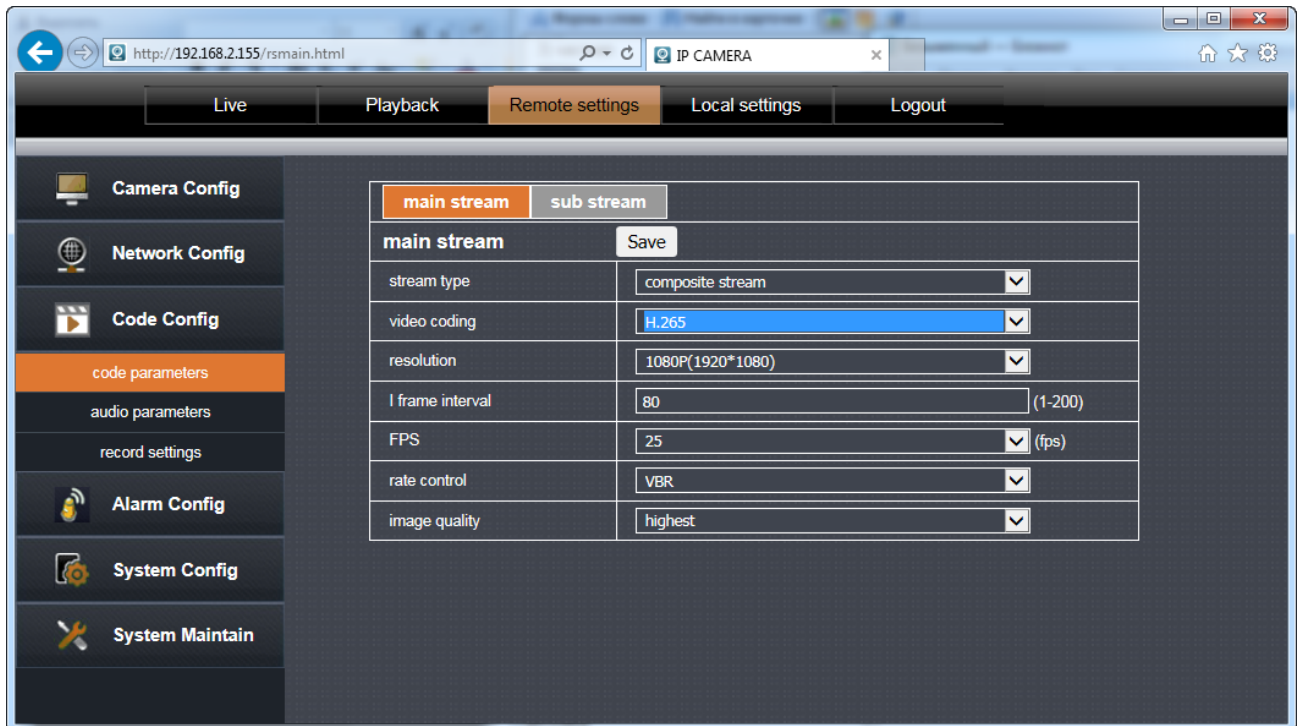 http://192.168.2.155/rsmain.html
IP CAMERA
Live Playback Remote settings Local settings Logout
Camera Config
Network Config
Code Config
code parameters
audio parameters
record settings
Alarm Config
System Config
System Maintain
main stream sub stream
main stream Save
stream type composite stream
video coding H.265
resolution 1080P(1920*1080)
I frame interval 80 (1-200)
FPS 25 (fps)
rate control VBR
image quality highest